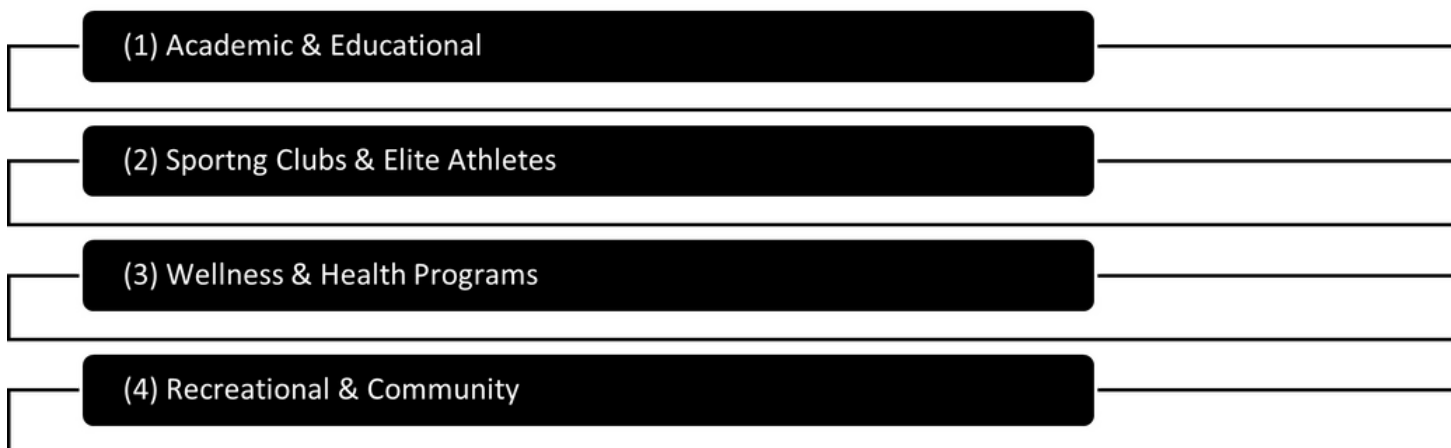 (1) Academic & Educational
(2) Sportng Clubs & Elite Athletes
(3) Wellness & Health Programs
(4) Recreational & Community